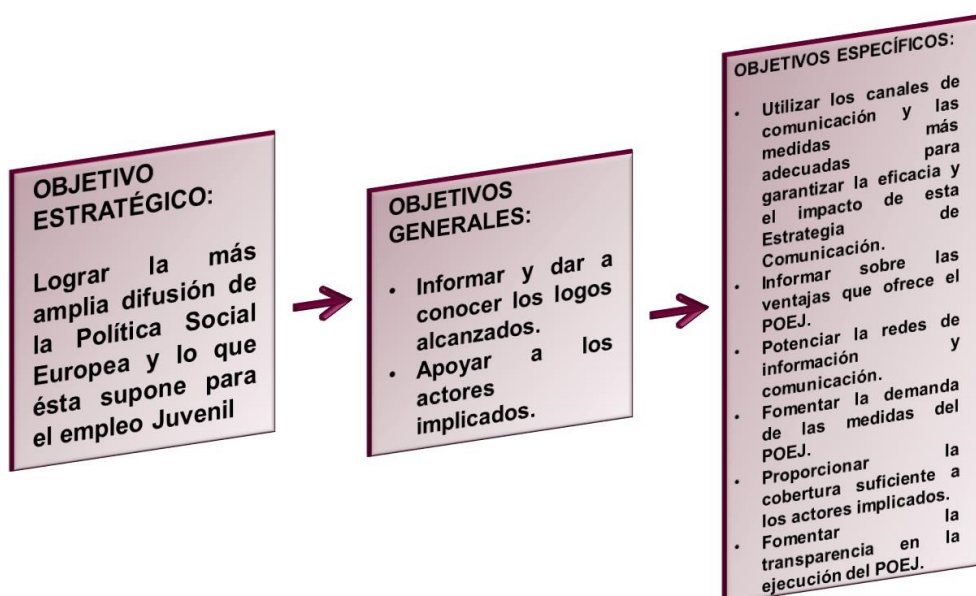 OBJETIVO
ESTRATÉGICO:
Lograr la más
amplia difusión de
la Política Social
Europea y lo que
ésta supone para
el empleo Juvenil
OBJETIVOS
GENERALES:
• Informar y dar a
conocer los logos
alcanzados.
• Apoyar a los
actores
implicados.
OBJETIVOS ESPECÍFICOS:
• Utilizar los canales de
comunicación y las
medidas más
adecuadas para
garantizar la eficacia y
el impacto de esta
Estrategia de
Comunicación.
• Informar sobre las
ventajas que ofrece el
POEJ.
• Potenciar la redes de
información y
comunicación.
• Fomentar la demanda
de las medidas del
POEJ.
• Proporcionar la
cobertura suficiente a
los actores implicados.
• Fomentar la
transparencia en la
ejecución del POEJ.